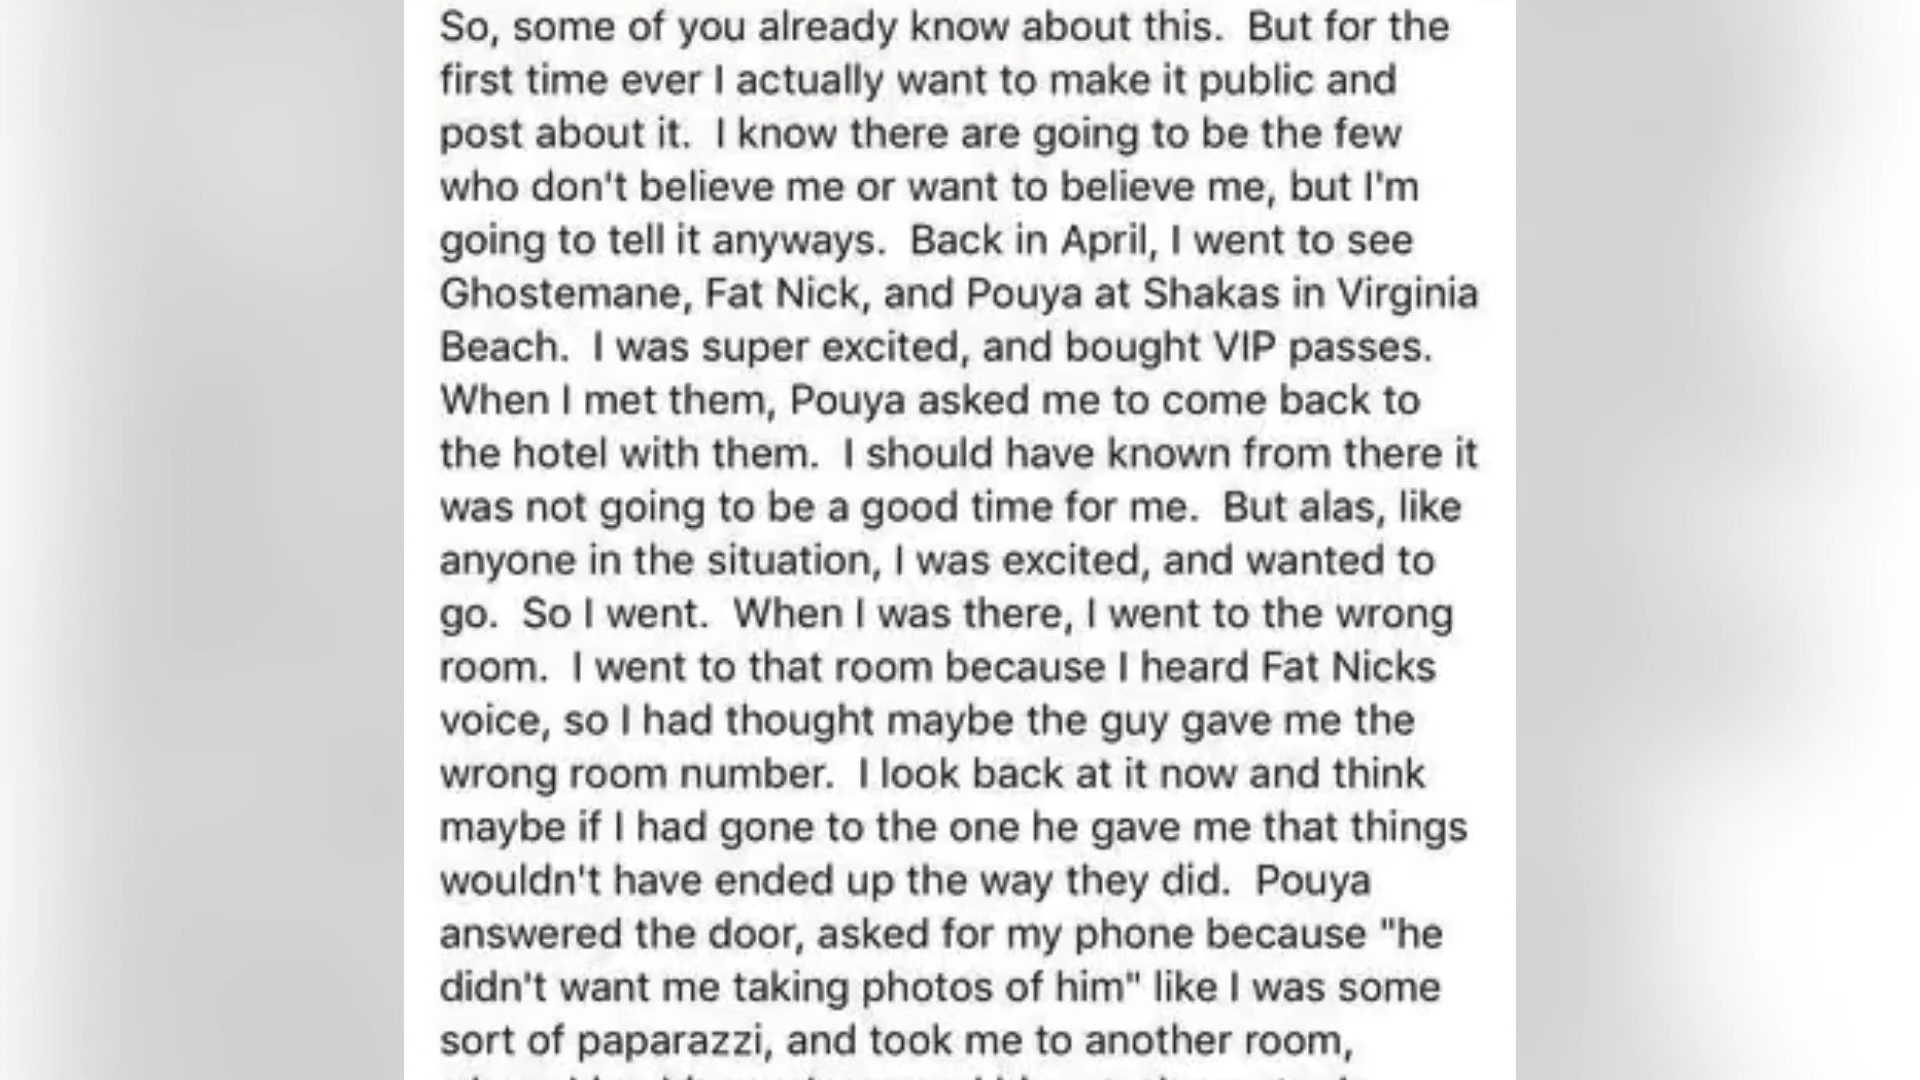 So, some of you already know about this.  But for the
first time ever I actually want to make it public and
post about it.  I know there are going to be the few
who don't believe me or want to believe me, but I'm
going to tell it anyways.  Back in April, I went to see
Ghostemane, Fat Nick, and Pouya at Shakas in Virginia
Beach.  I was super excited, and bought VIP passes.
When I met them, Pouya asked me to come back to
the hotel with them.  I should have known from there it
was not going to be a good time for me.  But alas, like
anyone in the situation, I was excited, and wanted to
go.  So I went.  When I was there, I went to the wrong
room.  I went to that room because I heard Fat Nicks
voice, so I had thought maybe the guy gave me the
wrong room number.  I look back at it now and think
maybe if I had gone to the one he gave me that things
wouldn't have ended up the way they did.  Pouya
answered the door, asked for my phone because "he
didn't want me taking photos of him" like I was some
sort of paparazzi, and took me to another room,